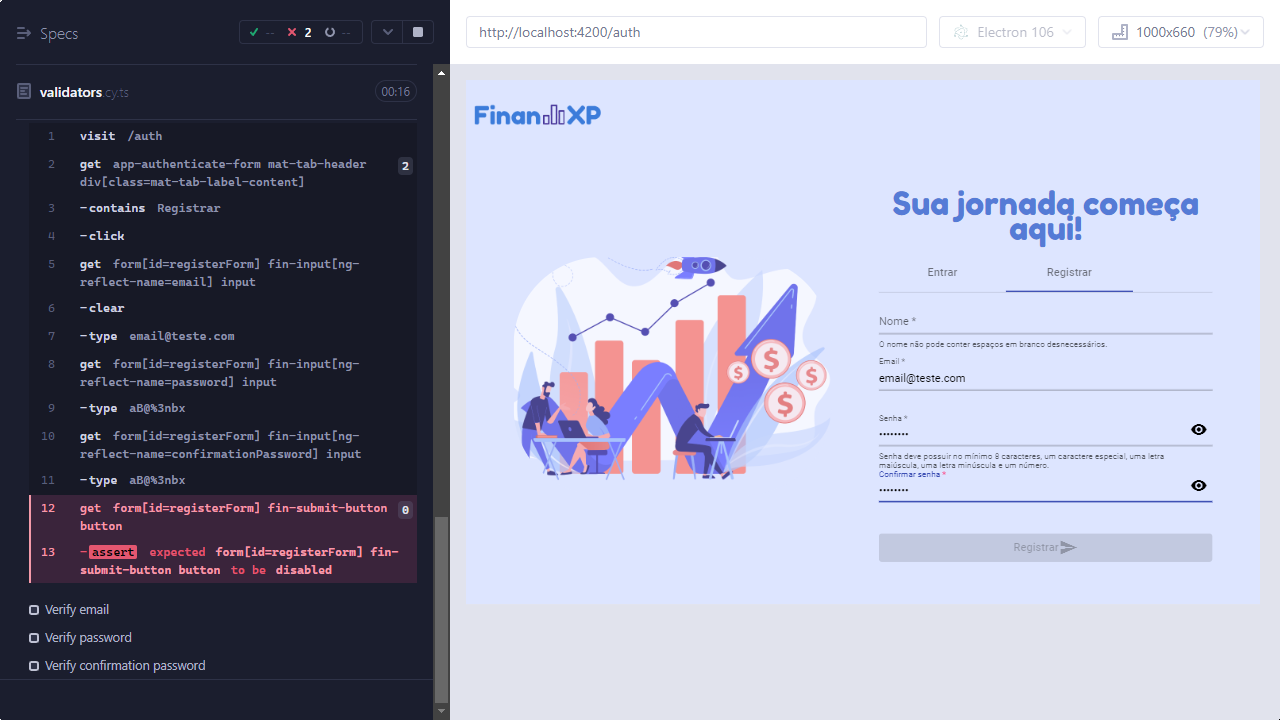 Specs
-- 2 --
validators.cy.ts 00:16
1 visit /auth
2 get app-authenticate-form mat-tab-header 2
div[class=mat-tab-label-content]
3 -contains Registrar
4 -click
5 get form[id=registerForm] fin-input[ng-
reflect-name=email] input
6 -clear
7 -type email@teste.com
8 get form[id=registerForm] fin-input[ng-
reflect-name=password] input
9 -type aB@%3nbx
10 get form[id=registerForm] fin-input[ng-
reflect-name=confirmationPassword] input
11 -type aB@%3nbx
12 get form[id=registerForm] fin-submit-button 0
button
13 -assert expected form[id=registerForm] fin-
submit-button button to be disabled
Verify email
Verify password
Verify confirmation password
http://localhost:4200/auth
Electron 106
1000x660 (79%)
FinanXP
Sua jornada começa
aqui!
Entrar Registrar
Nome *
O nome não pode conter espaços em branco desnecessários.
Email *
email@teste.com
Senha *
••••••••
Senha deve possuir no mínimo 8 caracteres, um caractere especial, uma letra
maiúscula, uma letra minúscula e um número.
Confirmar senha *
••••••••
Registrar
$
$
$
$